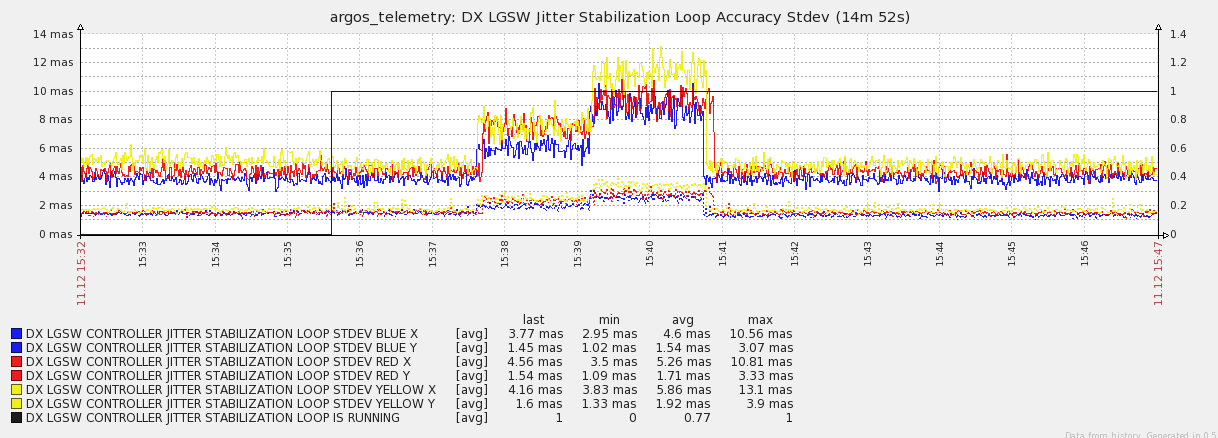 argos_telemetry: DX LGSW Jitter Stabilization Loop Accuracy Stdev (14m 52s)
14 mas 1.4
12 mas 1.2
10 mas 1
8 mas 0.8
6 mas 0.6
4 mas 0.4
2 mas 0.2
0 mas 0
11.12 15:32 15:33 15:34 15:35 15:36 15:37 15:38 15:39 15:40 15:41 15:42 15:43 15:44 15:45 15:46 11.12 15:47
last min avg max
DX LGSW CONTROLLER JITTER STABILIZATION LOOP STDEV BLUE X [avg] 3.77 mas 2.95 mas 4.6 mas 10.56 mas
DX LGSW CONTROLLER JITTER STABILIZATION LOOP STDEV BLUE Y [avg] 1.45 mas 1.02 mas 1.54 mas 3.07 mas
DX LGSW CONTROLLER JITTER STABILIZATION LOOP STDEV RED X [avg] 4.56 mas 3.5 mas 5.26 mas 10.81 mas
DX LGSW CONTROLLER JITTER STABILIZATION LOOP STDEV RED Y [avg] 1.54 mas 1.09 mas 1.71 mas 3.33 mas
DX LGSW CONTROLLER JITTER STABILIZATION LOOP STDEV YELLOW X [avg] 4.16 mas 3.83 mas 5.86 mas 13.1 mas
DX LGSW CONTROLLER JITTER STABILIZATION LOOP STDEV YELLOW Y [avg] 1.6 mas 1.33 mas 1.92 mas 3.9 mas
DX LGSW CONTROLLER JITTER STABILIZATION LOOP IS RUNNING [avg] 1 0 0.77 1
Data from history. Generated in 0.5